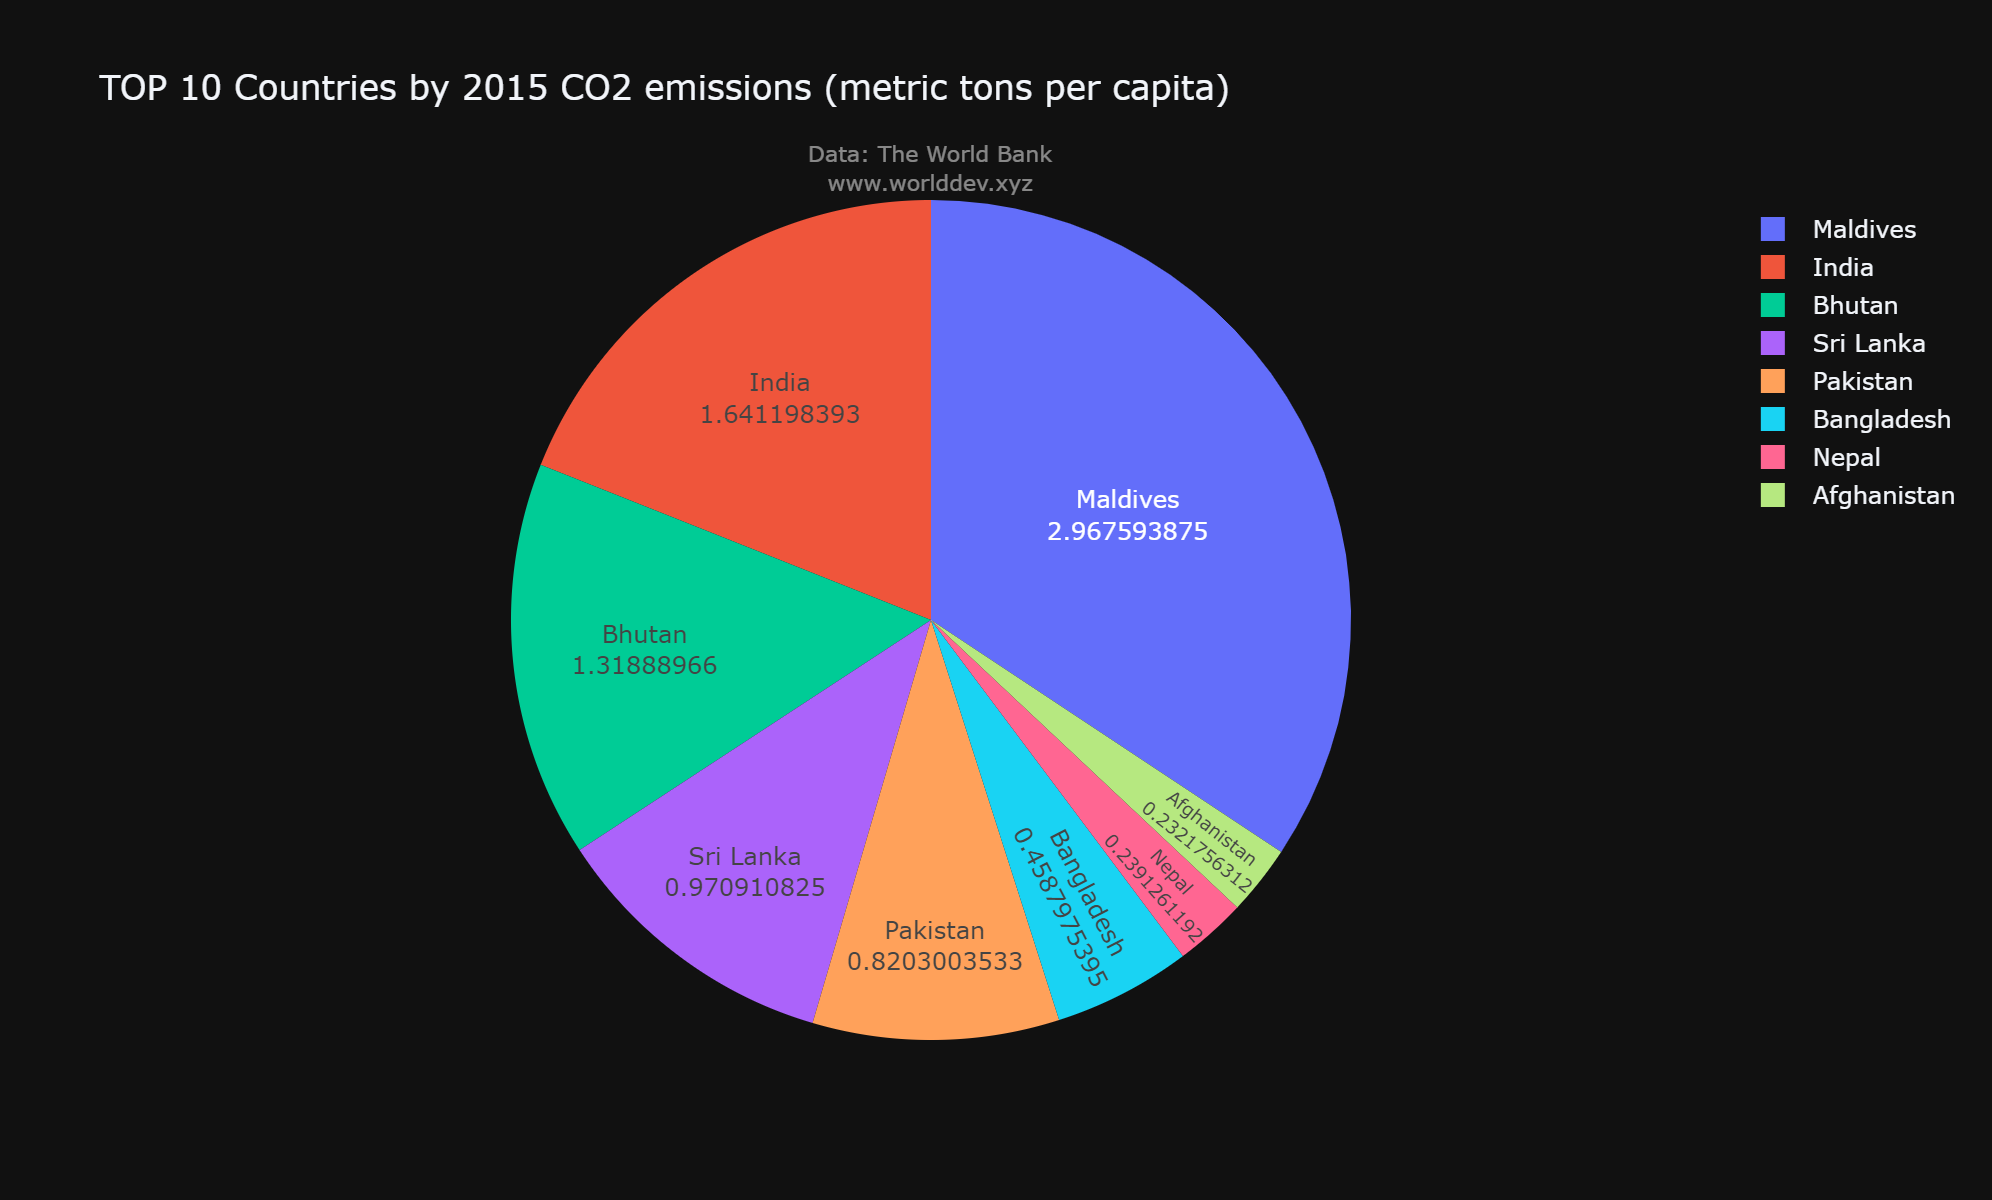 TOP 10 Countries by 2015 CO2 emissions (metric tons per capita)
Data: The World Bank
www.worlddev.xyz
Maldives
India
Bhutan
Sri Lanka
Pakistan
Bangladesh
Nepal
Afghanistan
India
1.641198393
Maldives
2.967593875
Bhutan
1.31888966
Sri Lanka
0.970910825
Pakistan
0.8203003533
Bangladesh
0.4587975395
Nepal
0.2391261192
Afghanistan
0.2321756312